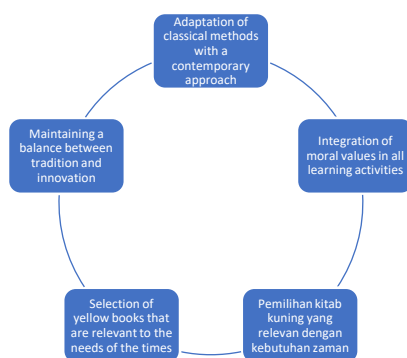 Adaptation of
classical methods
with a
contemporary
approach
Integration of
moral values in all
learning activities
Pemilihan kitab
kuning yang
relevan dengan
kebutuhan zaman
Selection of
yellow books that
are relevant to the
needs of the times
Maintaining a
balance between
tradition and
innovation